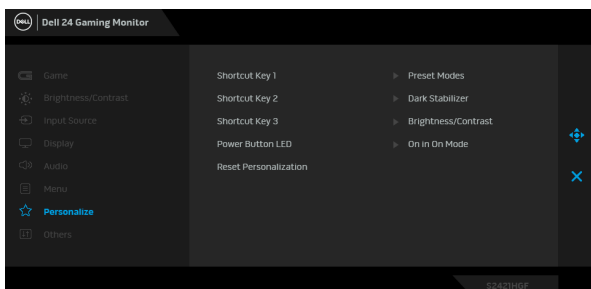 DELL Dell 24 Gaming Monitor
Game
Brightness/Contrast
Input Source
Display
Audio
Menu
Personalize
Others
Shortcut Key 1 Preset Modes
Shortcut Key 2 Dark Stabilizer
Shortcut Key 3 Brightness/Contrast
Power Button LED On in On Mode
Reset Personalization
S2421HGF